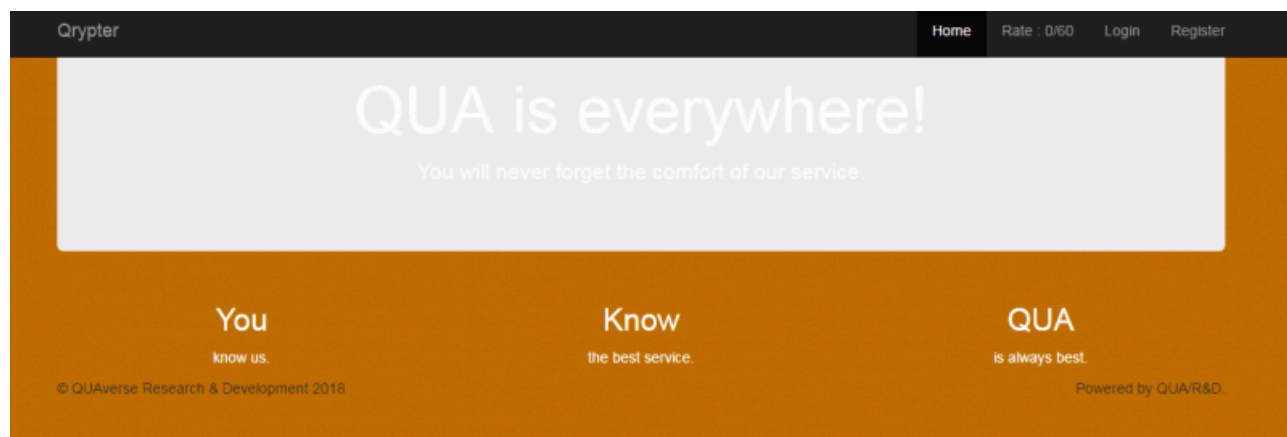 Qrypter Home Rate : 0/60 Login Register
QUA is everywhere!
You will never forget the comfort of our service.
You Know QUA
know us. the best service. is always best.
© QUAverse Research & Development 2018 Powered by QUA/R&D.